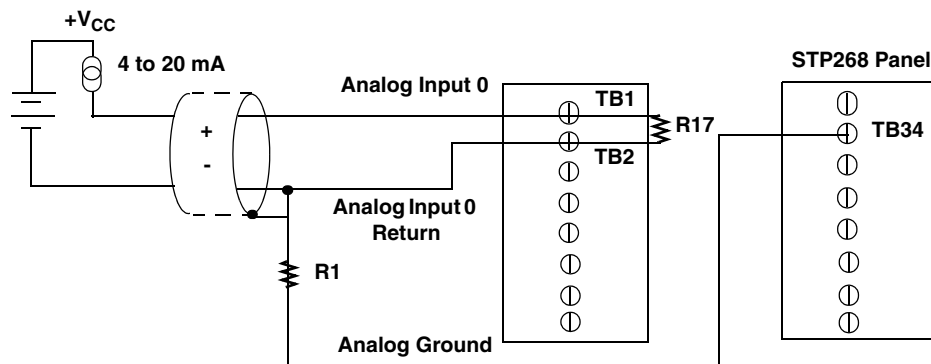 +VCC
4 to 20 mA
STP268 Panel
Analog Input 0
TB1
+
R17
TB34
-
TB2
Analog Input 0
Return
R1
Analog Ground